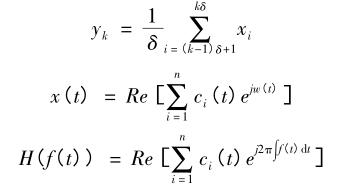 y_k = \frac{1}{\delta} \sum_{i=(k-1)\delta+1}^{k\delta} x_i
x(t) = Re[\sum_{i=1}^{n} c_i(t) e^{jw(t)}]
H(f(t)) = Re[\sum_{i=1}^{n} c_i(t) e^{j2\pi\int f(t)dt}]